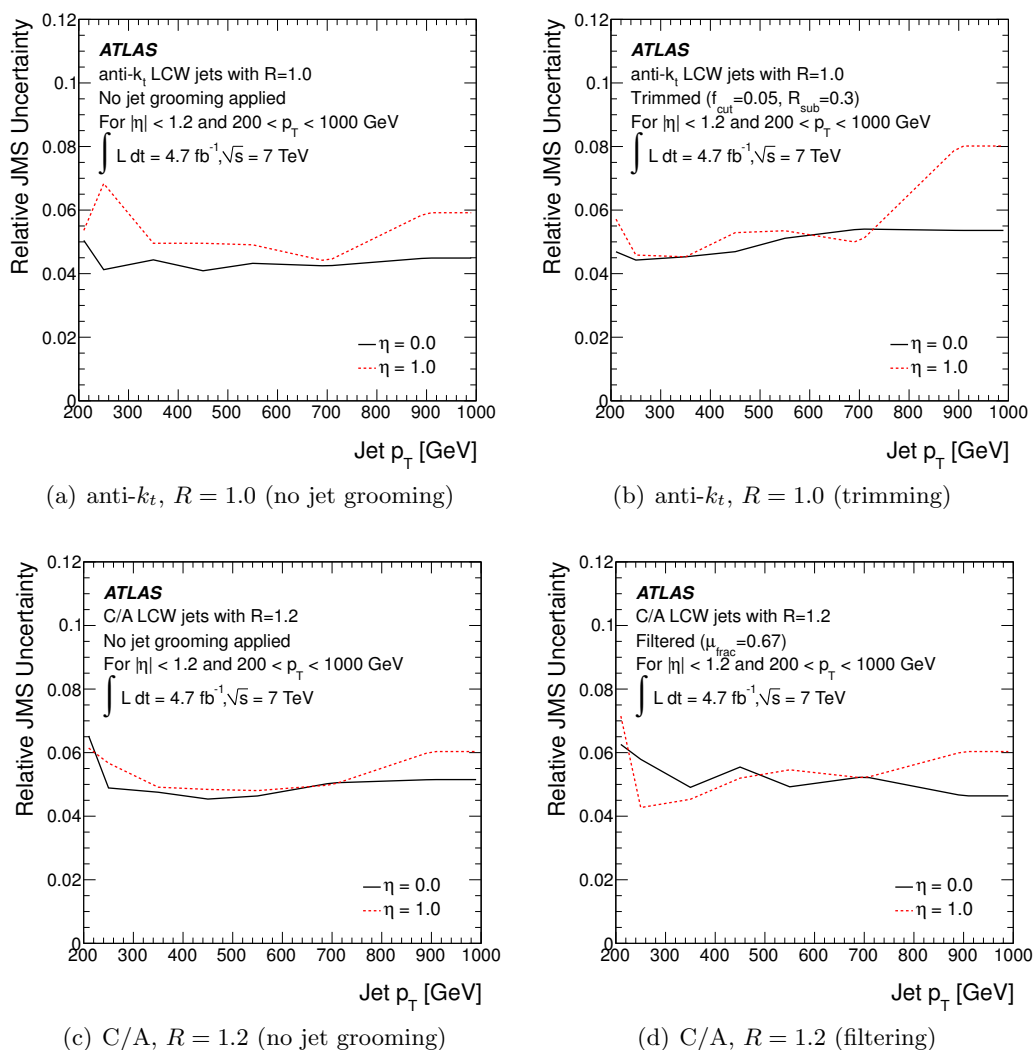 Relative JMS Uncertainty
0.12
0.1
0.08
0.06
0.04
0.02
0
ATLAS
anti-kₜ LCW jets with R=1.0
No jet grooming applied
For |η| < 1.2 and 200 < p_T < 1000 GeV
∫ L dt = 4.7 fb⁻¹,√s = 7 TeV
η = 0.0
η = 1.0
200 300 400 500 600 700 800 900 1000
Jet p_T [GeV]
(a) anti-kₜ, R = 1.0 (no jet grooming)
Relative JMS Uncertainty
0.12
0.1
0.08
0.06
0.04
0.02
0
ATLAS
anti-kₜ LCW jets with R=1.0
Trimmed (f_cut=0.05, R_sub=0.3)
For |η| < 1.2 and 200 < p_T < 1000 GeV
∫ L dt = 4.7 fb⁻¹,√s = 7 TeV
η = 0.0
η = 1.0
200 300 400 500 600 700 800 900 1000
Jet p_T [GeV]
(b) anti-kₜ, R = 1.0 (trimming)
Relative JMS Uncertainty
0.12
0.1
0.08
0.06
0.04
0.02
0
ATLAS
C/A LCW jets with R=1.2
No jet grooming applied
For |η| < 1.2 and 200 < p_T < 1000 GeV
∫ L dt = 4.7 fb⁻¹,√s = 7 TeV
η = 0.0
η = 1.0
200 300 400 500 600 700 800 900 1000
Jet p_T [GeV]
(c) C/A, R = 1.2 (no jet grooming)
Relative JMS Uncertainty
0.12
0.1
0.08
0.06
0.04
0.02
0
ATLAS
C/A LCW jets with R=1.2
Filtered (μ_frac=0.67)
For |η| < 1.2 and 200 < p_T < 1000 GeV
∫ L dt = 4.7 fb⁻¹,√s = 7 TeV
η = 0.0
η = 1.0
200 300 400 500 600 700 800 900 1000
Jet p_T [GeV]
(d) C/A, R = 1.2 (filtering)